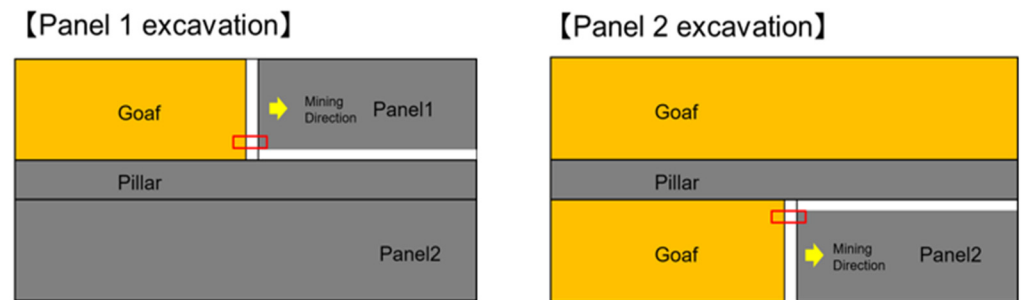 【Panel 1 excavation】
Goaf
Mining
Direction
Panel1
Pillar
Panel2
【Panel 2 excavation】
Goaf
Pillar
Goaf
Mining
Direction
Panel2